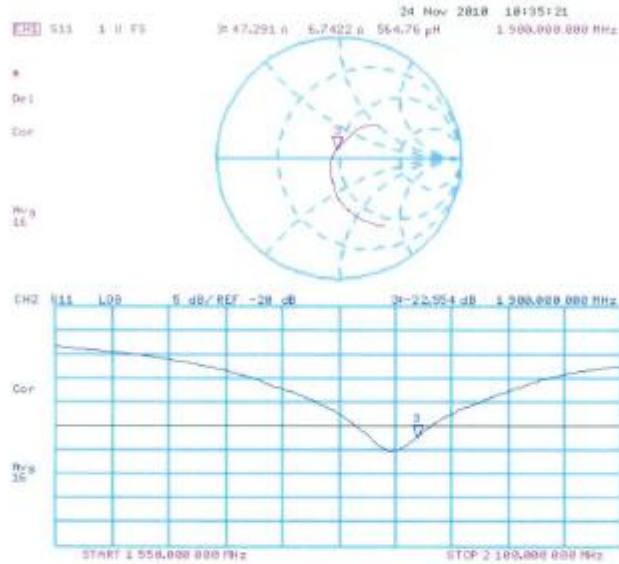 24 Nov 2010 10:35:21
CH1 S11 1 U FS 3: 47.291 Ω 6.7422 Ω 564.76 pH 1 900.000 000 MHz
*
Del
Cor
Avg
16
2
CH2 S11 LOG 5 dB/REF -20 dB 3:-22.954 dB 1 900.000 000 MHz
Cor
3
Avg
16
START 1 550.000 000 MHz STOP 2 100.000 000 MHz